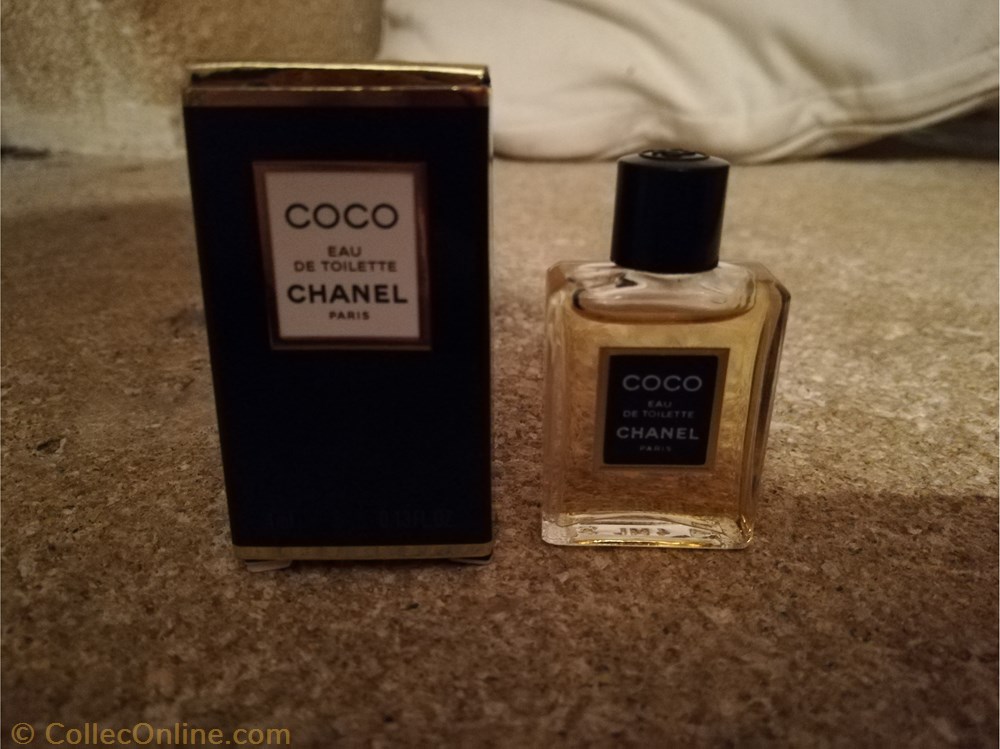 COCO
EAU
DE TOILETTE
CHANEL
PARIS
COCO
EAU
DE TOILETTE
CHANEL
PARIS
© CollecOnline.com